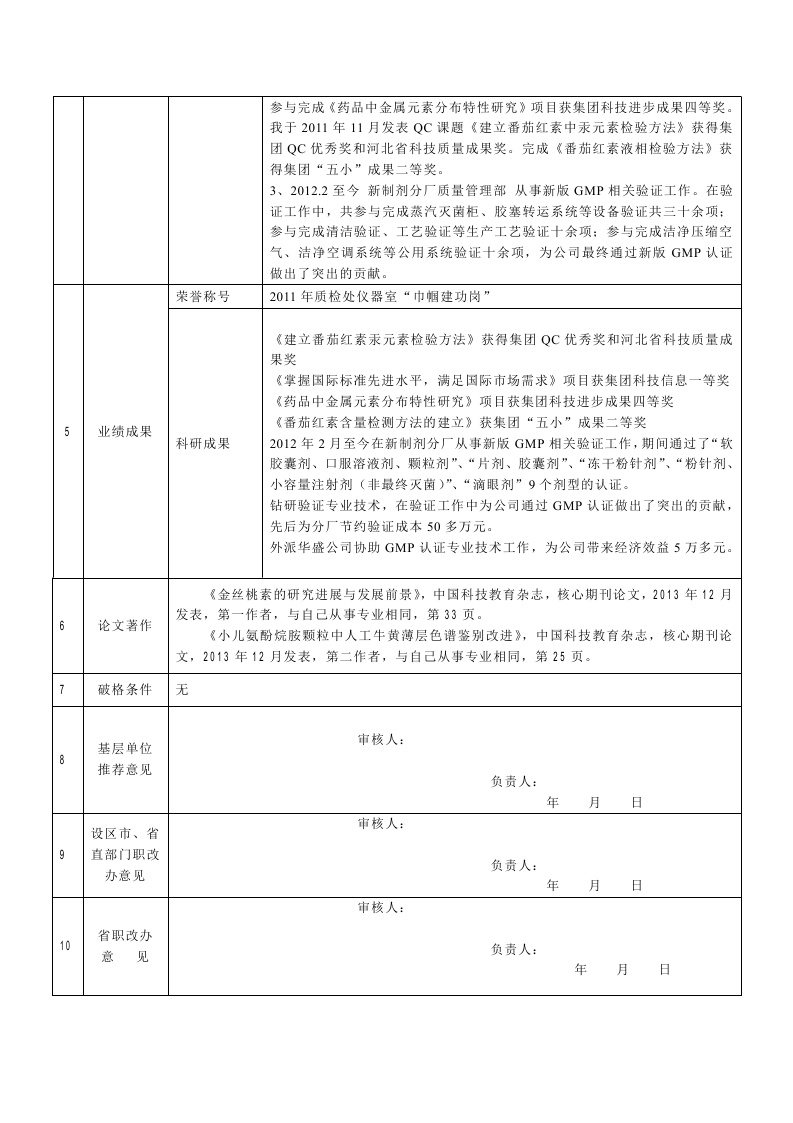 参与完成《药品中金属元素分布特性研究》项目获集团科技进步成果四等奖。
我于 2011 年 11 月发表 QC 课题《建立番茄红素中汞元素检验方法》获得集
团 QC 优秀奖和河北省科技质量成果奖。完成《番茄红素液相检验方法》获
得集团“五小”成果二等奖。
3、2012.2 至今 新制剂分厂质量管理部 从事新版 GMP 相关验证工作。在验
证工作中，共参与完成蒸汽灭菌柜、胶塞转运系统等设备验证共三十余项；
参与完成清洁验证、工艺验证等生产工艺验证十余项；参与完成洁净压缩空
气、洁净空调系统等公用系统验证十余项，为公司最终通过新版 GMP 认证
做出了突出的贡献。
5
业绩成果
荣誉称号
2011 年质检处仪器室“巾帼建功岗”
科研成果
《建立番茄红素汞元素检验方法》获得集团 QC 优秀奖和河北省科技质量成
果奖
《掌握国际标准先进水平，满足国际市场需求》项目获集团科技信息一等奖
《药品中金属元素分布特性研究》项目获集团科技进步成果四等奖
《番茄红素含量检测方法的建立》获集团“五小”成果二等奖
2012 年 2 月至今在新制剂分厂从事新版 GMP 相关验证工作，期间通过了“软
胶囊剂、口服溶液剂、颗粒剂”、“片剂、胶囊剂”、“冻干粉针剂”、“粉针剂、
小容量注射剂（非最终灭菌）”、“滴眼剂”9 个剂型的认证。
钻研验证专业技术，在验证工作中为公司通过 GMP 认证做出了突出的贡献，
先后为分厂节约验证成本 50 多万元。
外派华盛公司协助 GMP 认证专业技术工作，为公司带来经济效益 5 万多元。
6
论文著作
《金丝桃素的研究进展与发展前景》，中国科技教育杂志，核心期刊论文，2013 年 12 月
发表，第一作者，与自己从事专业相同，第 33 页。
《小儿氨酚烷胺颗粒中人工牛黄薄层色谱鉴别改进》，中国科技教育杂志，核心期刊论
文，2013 年 12 月发表，第二作者，与自己从事专业相同，第 25 页。
7
破格条件
无
8
基层单位
推荐意见
审核人：
负责人：
年 月 日
9
设区市、省
直部门职改
办意见
审核人：
负责人：
年 月 日
10
省职改办
意 见
审核人：
负责人：
年 月 日